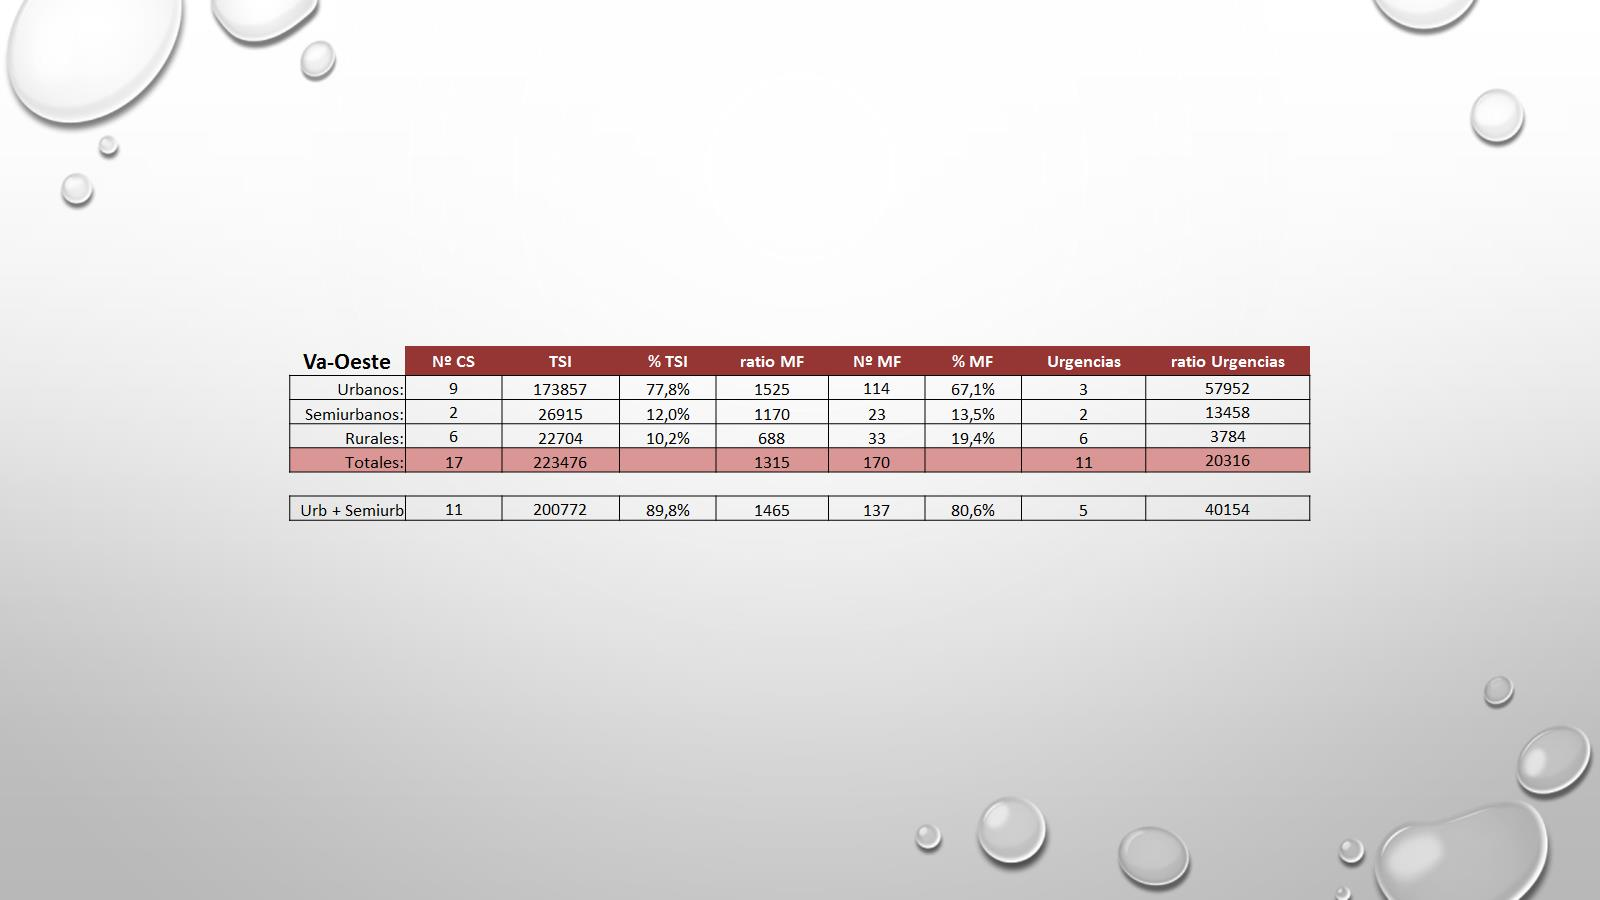 Va-Oeste Nº CS TSI % TSI ratio MF Nº MF % MF Urgencias ratio Urgencias
Urbanos: 9 173857 77,8% 1525 114 67,1% 3 57952
Semiurbanos: 2 26915 12,0% 1170 23 13,5% 2 13458
Rurales: 6 22704 10,2% 688 33 19,4% 6 3784
Totales: 17 223476 1315 170 11 20316
Urb + Semiurb 11 200772 89,8% 1465 137 80,6% 5 40154